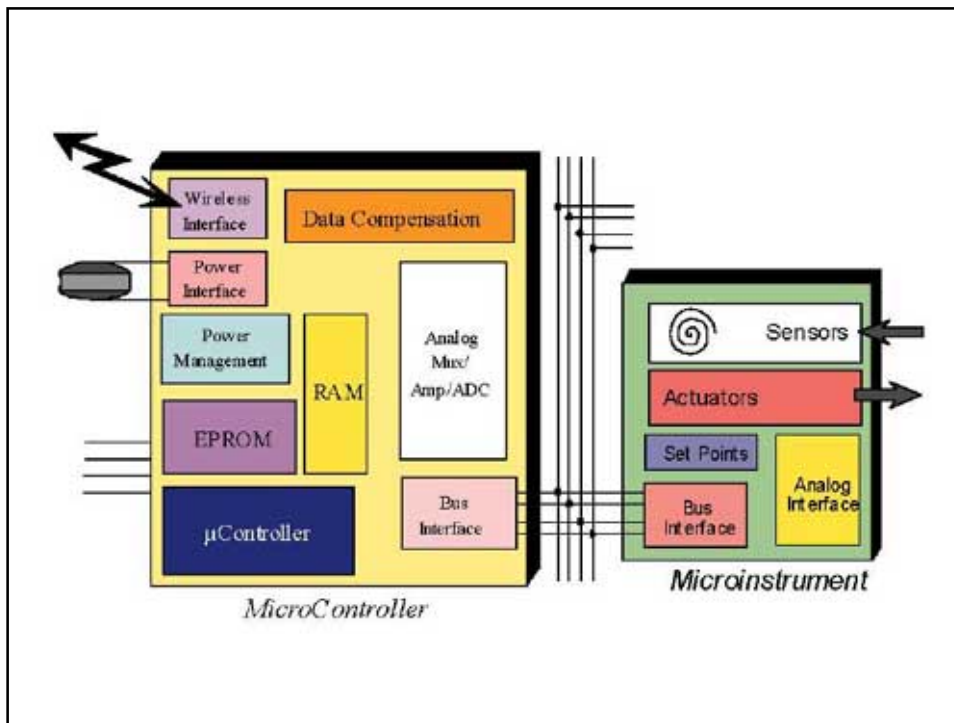 Wireless
Interface
Data Compensation
Power
Interface
Power
Management
RAM
Analog
Mux/
Amp/ADC
EPROM
µController
Bus
Interface
MicroController
Sensors
Actuators
Set Points
Analog
Interface
Bus
Interface
Microinstrument